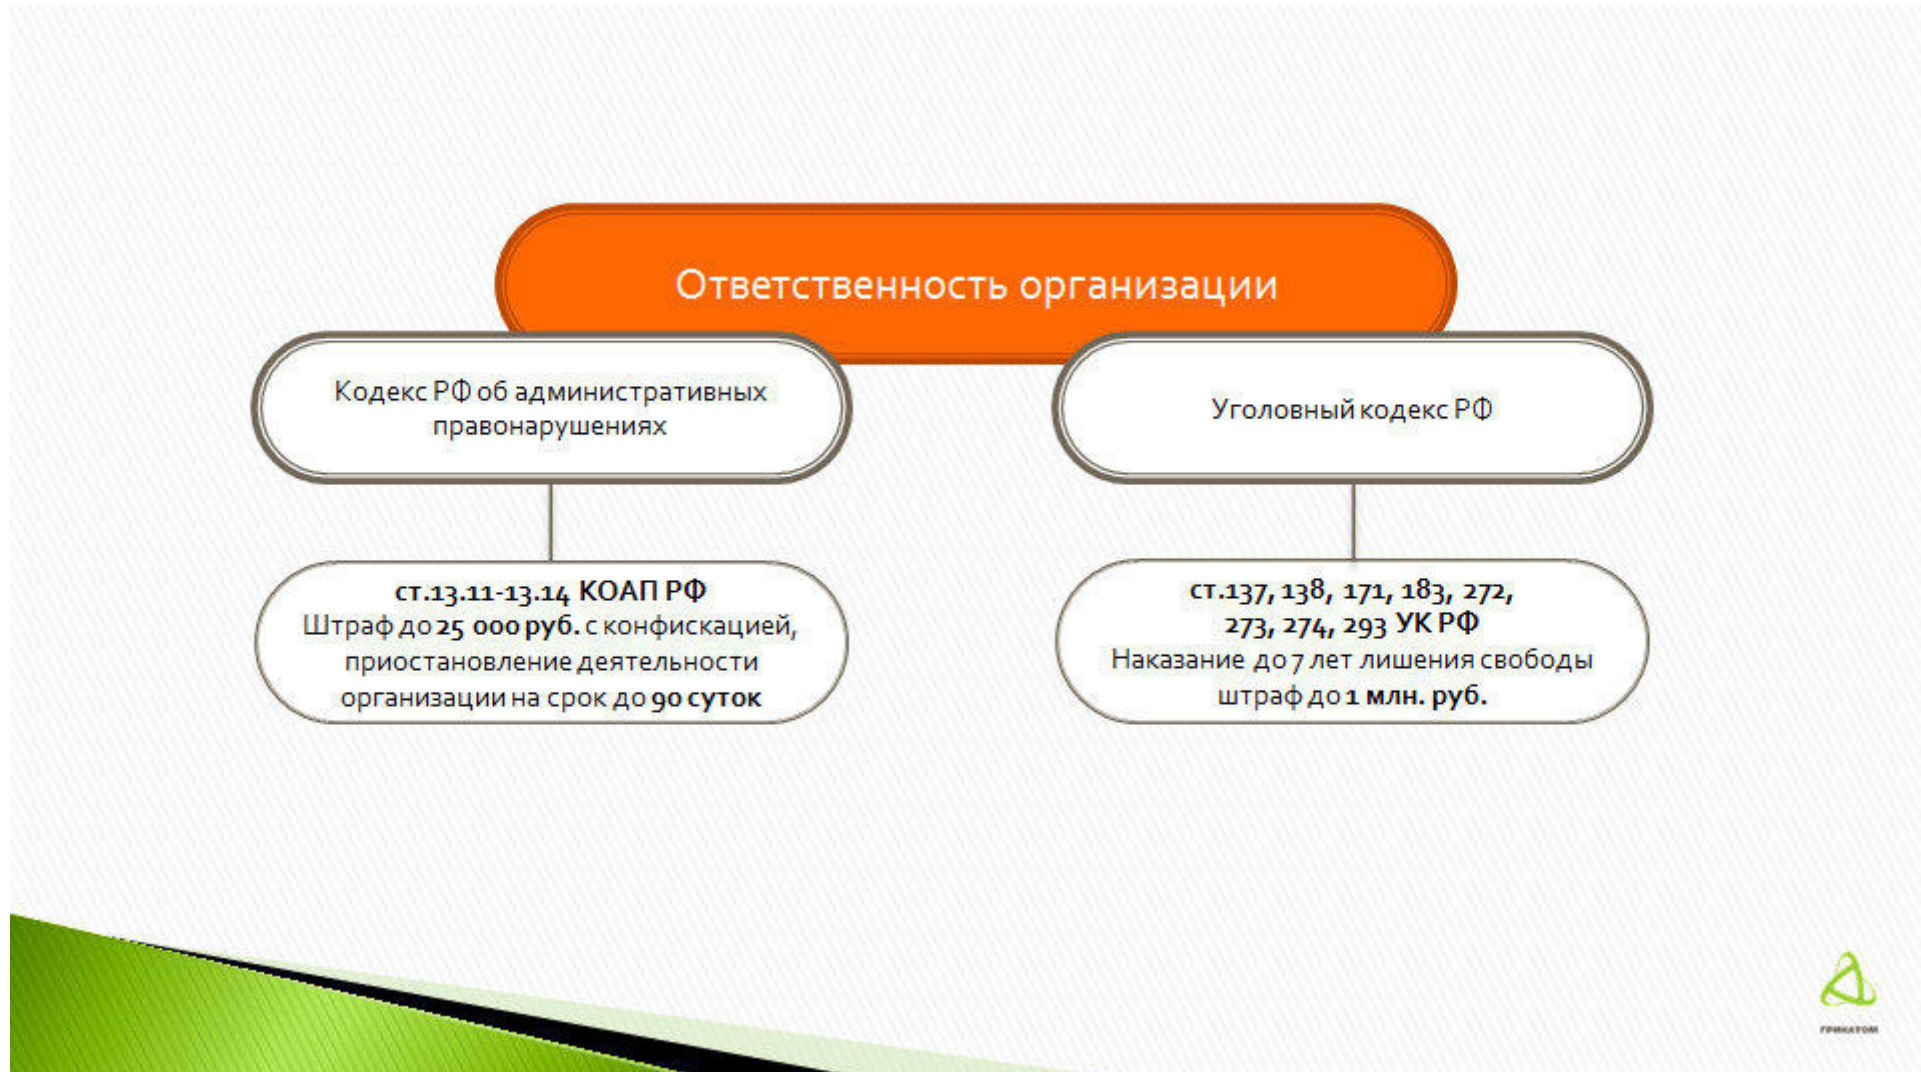 Ответственность организации
Кодекс РФ об административных
правонарушениях
Уголовный кодекс РФ
ст.13.11-13.14 КОАП РФ
Штраф до 25 000 руб. с конфискацией,
приостановление деятельности
организации на срок до 90 суток
ст.137, 138, 171, 183, 272,
273, 274, 293 УК РФ
Наказание до 7 лет лишения свободы
штраф до 1 млн. руб.